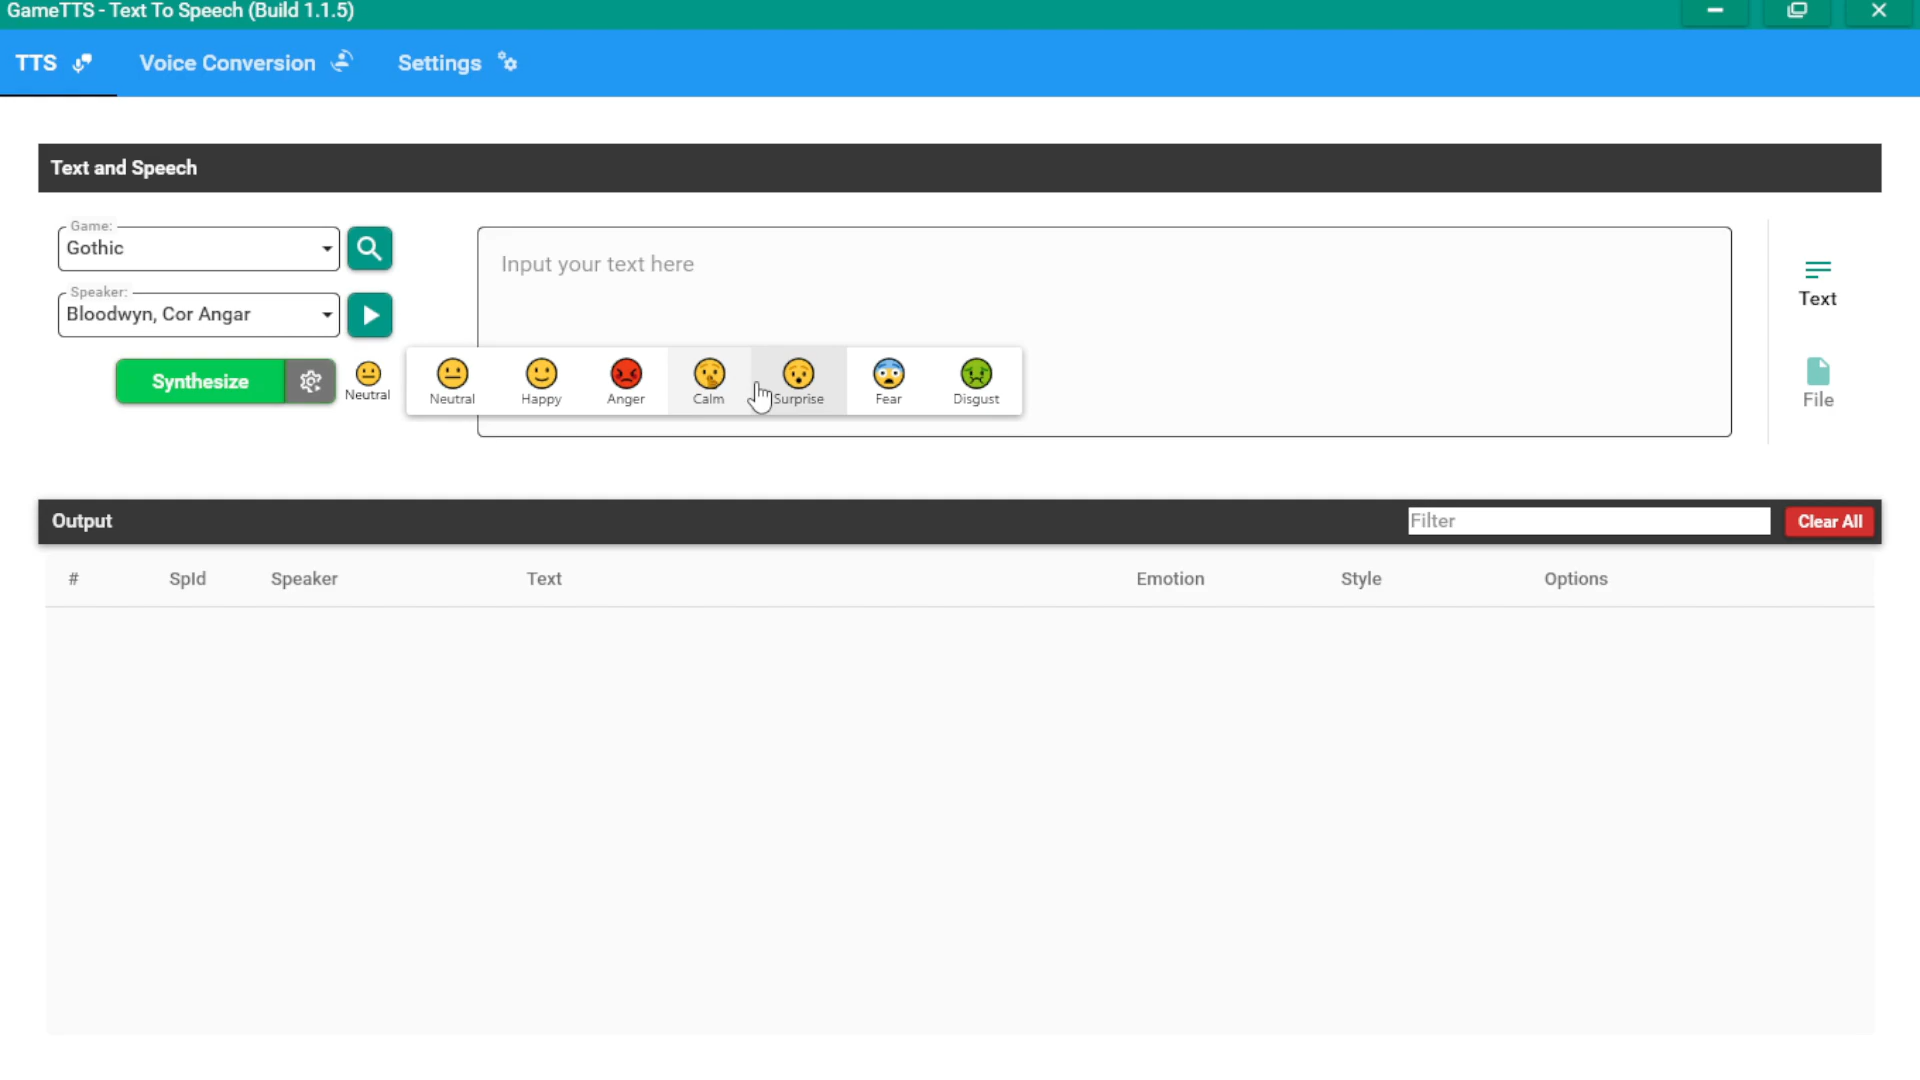 GameTTS - Text To Speech (Build 1.1.5)
TTS Voice Conversion Settings
Text and Speech
Game:
Gothic
Input your text here
Speaker:
Bloodwyn, Cor Angar
Text
Synthesize
Neutral
Neutral Happy Anger Calm Surprise Fear Disgust
File
Output Filter Clear All
# SpId Speaker Text Emotion Style Options